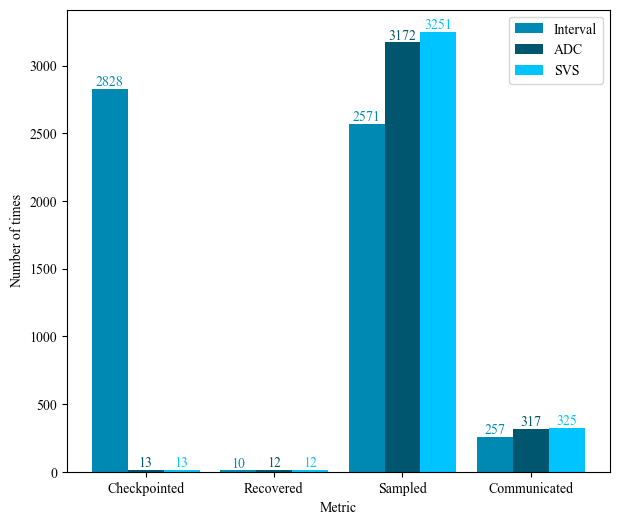 Interval
ADC
SVS
Number of times
3000
2500
2000
1500
1000
500
0
2828
13
13
10
12
12
2571
3172
3251
257
317
325
Checkpointed
Recovered
Sampled
Communicated
Metric